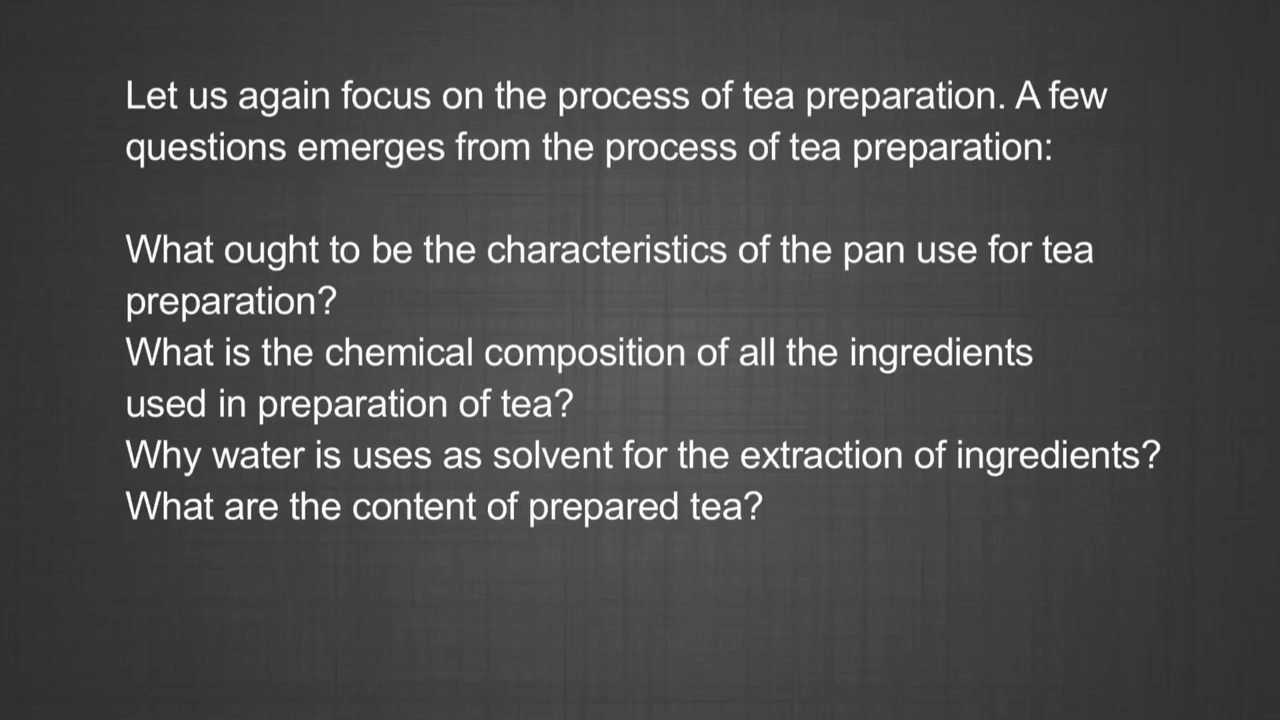 Let us again focus on the process of tea preparation. A few
questions emerges from the process of tea preparation:
What ought to be the characteristics of the pan use for tea
preparation?
What is the chemical composition of all the ingredients
used in preparation of tea?
Why water is uses as solvent for the extraction of ingredients?
What are the content of prepared tea?